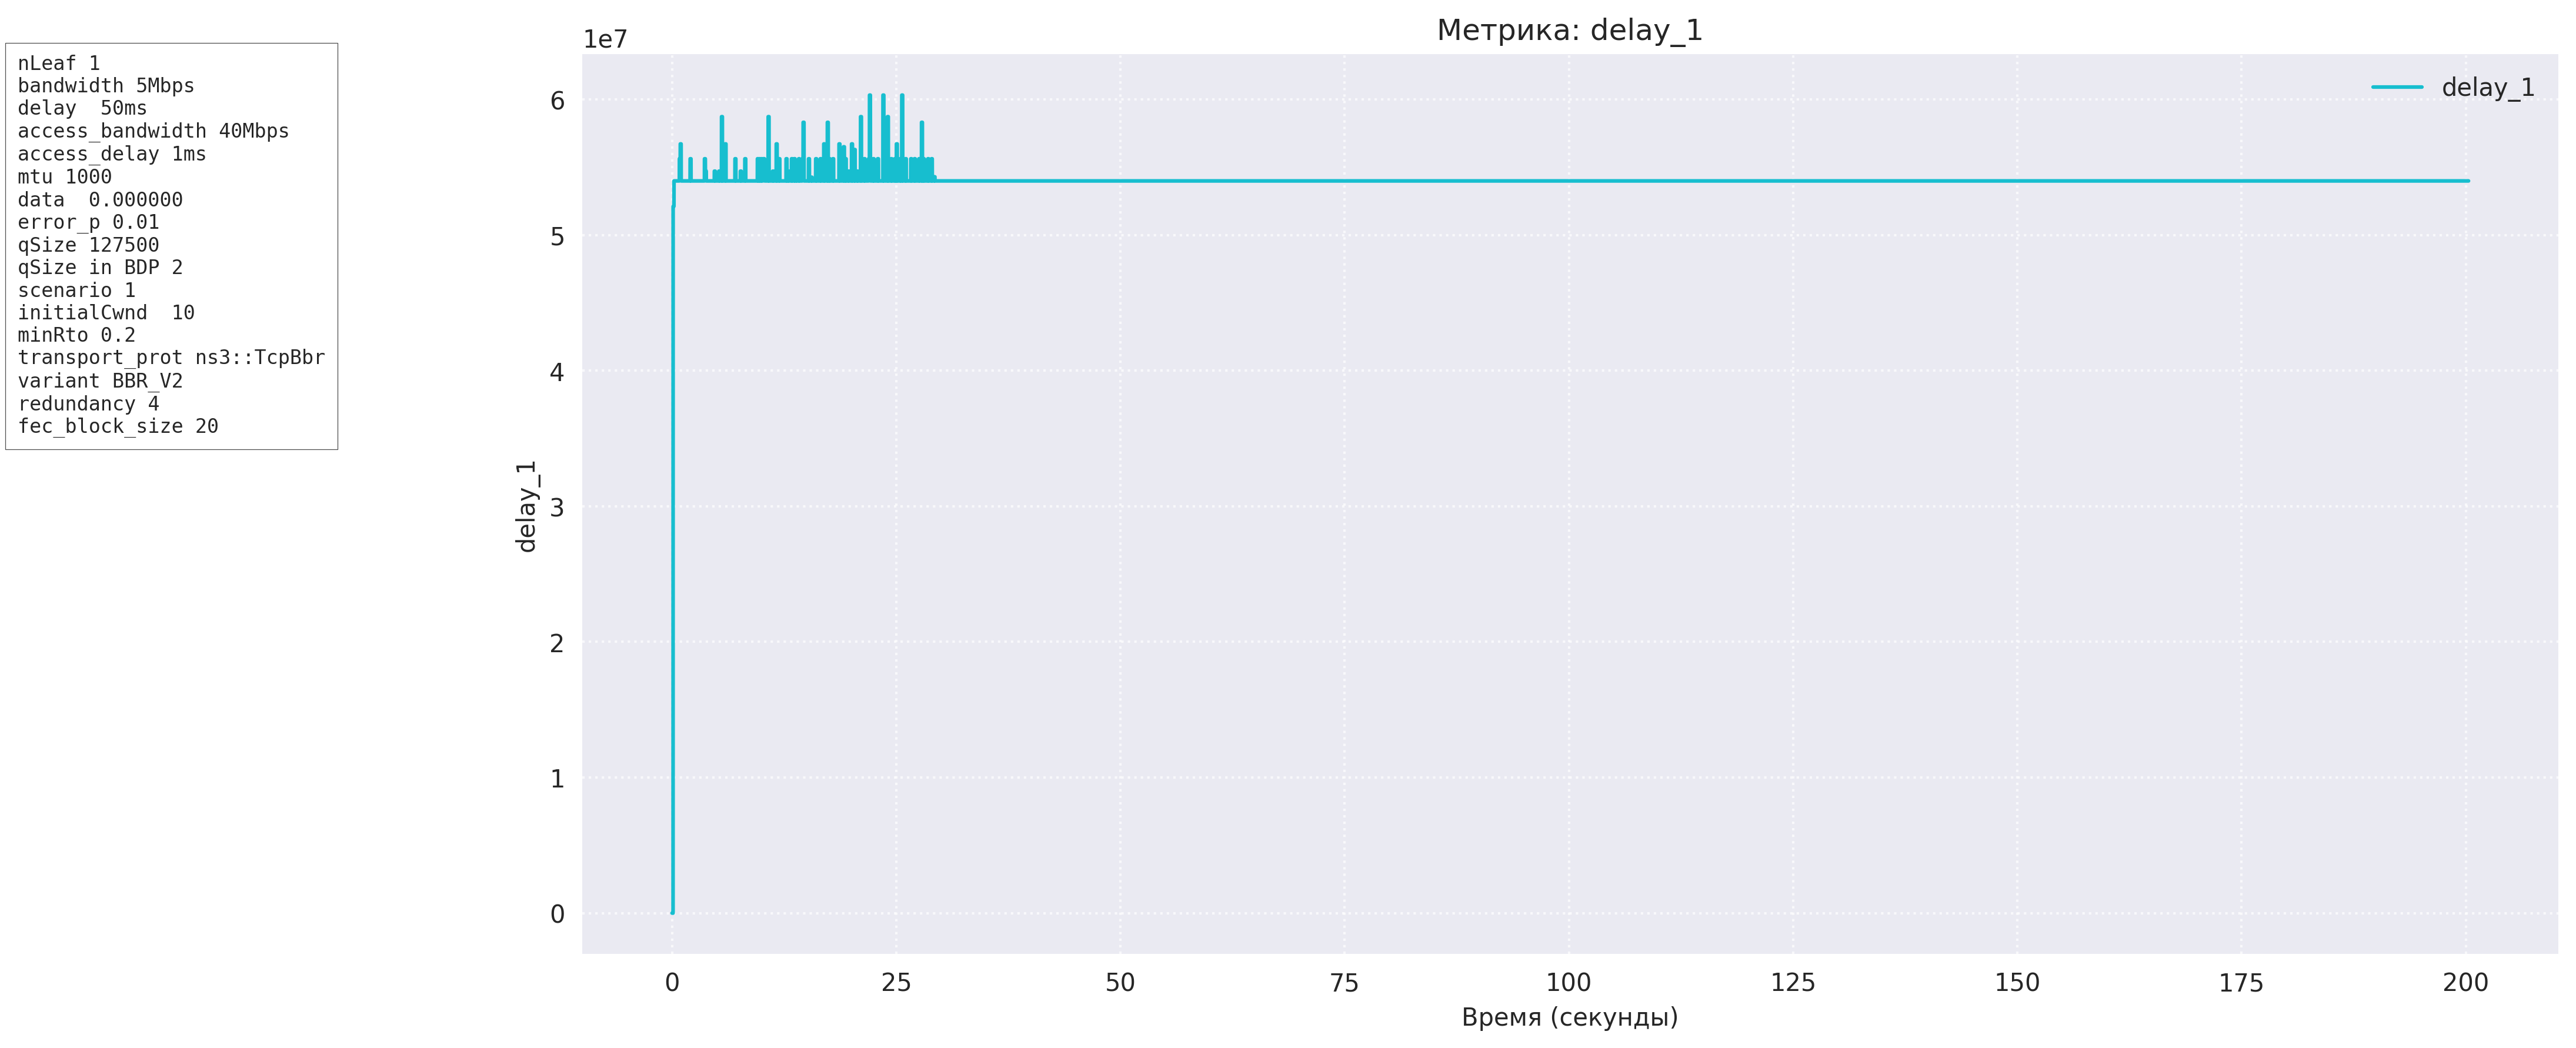 nLeaf 1
bandwidth 5Mbps
delay  50ms
access_bandwidth 40Mbps
access_delay 1ms
mtu 1000
data  0.000000
error_p 0.01
qSize 127500
qSize in BDP 2
scenario 1
initialCwnd  10
minRto 0.2
transport_prot ns3::TcpBbr
variant BBR_V2
redundancy 4
fec_block_size 20
Метрика: delay_1
1e7
delay_1
6
5
4
3
2
1
0
delay_1
0 25 50 75 100 125 150 175 200
Время (секунды)